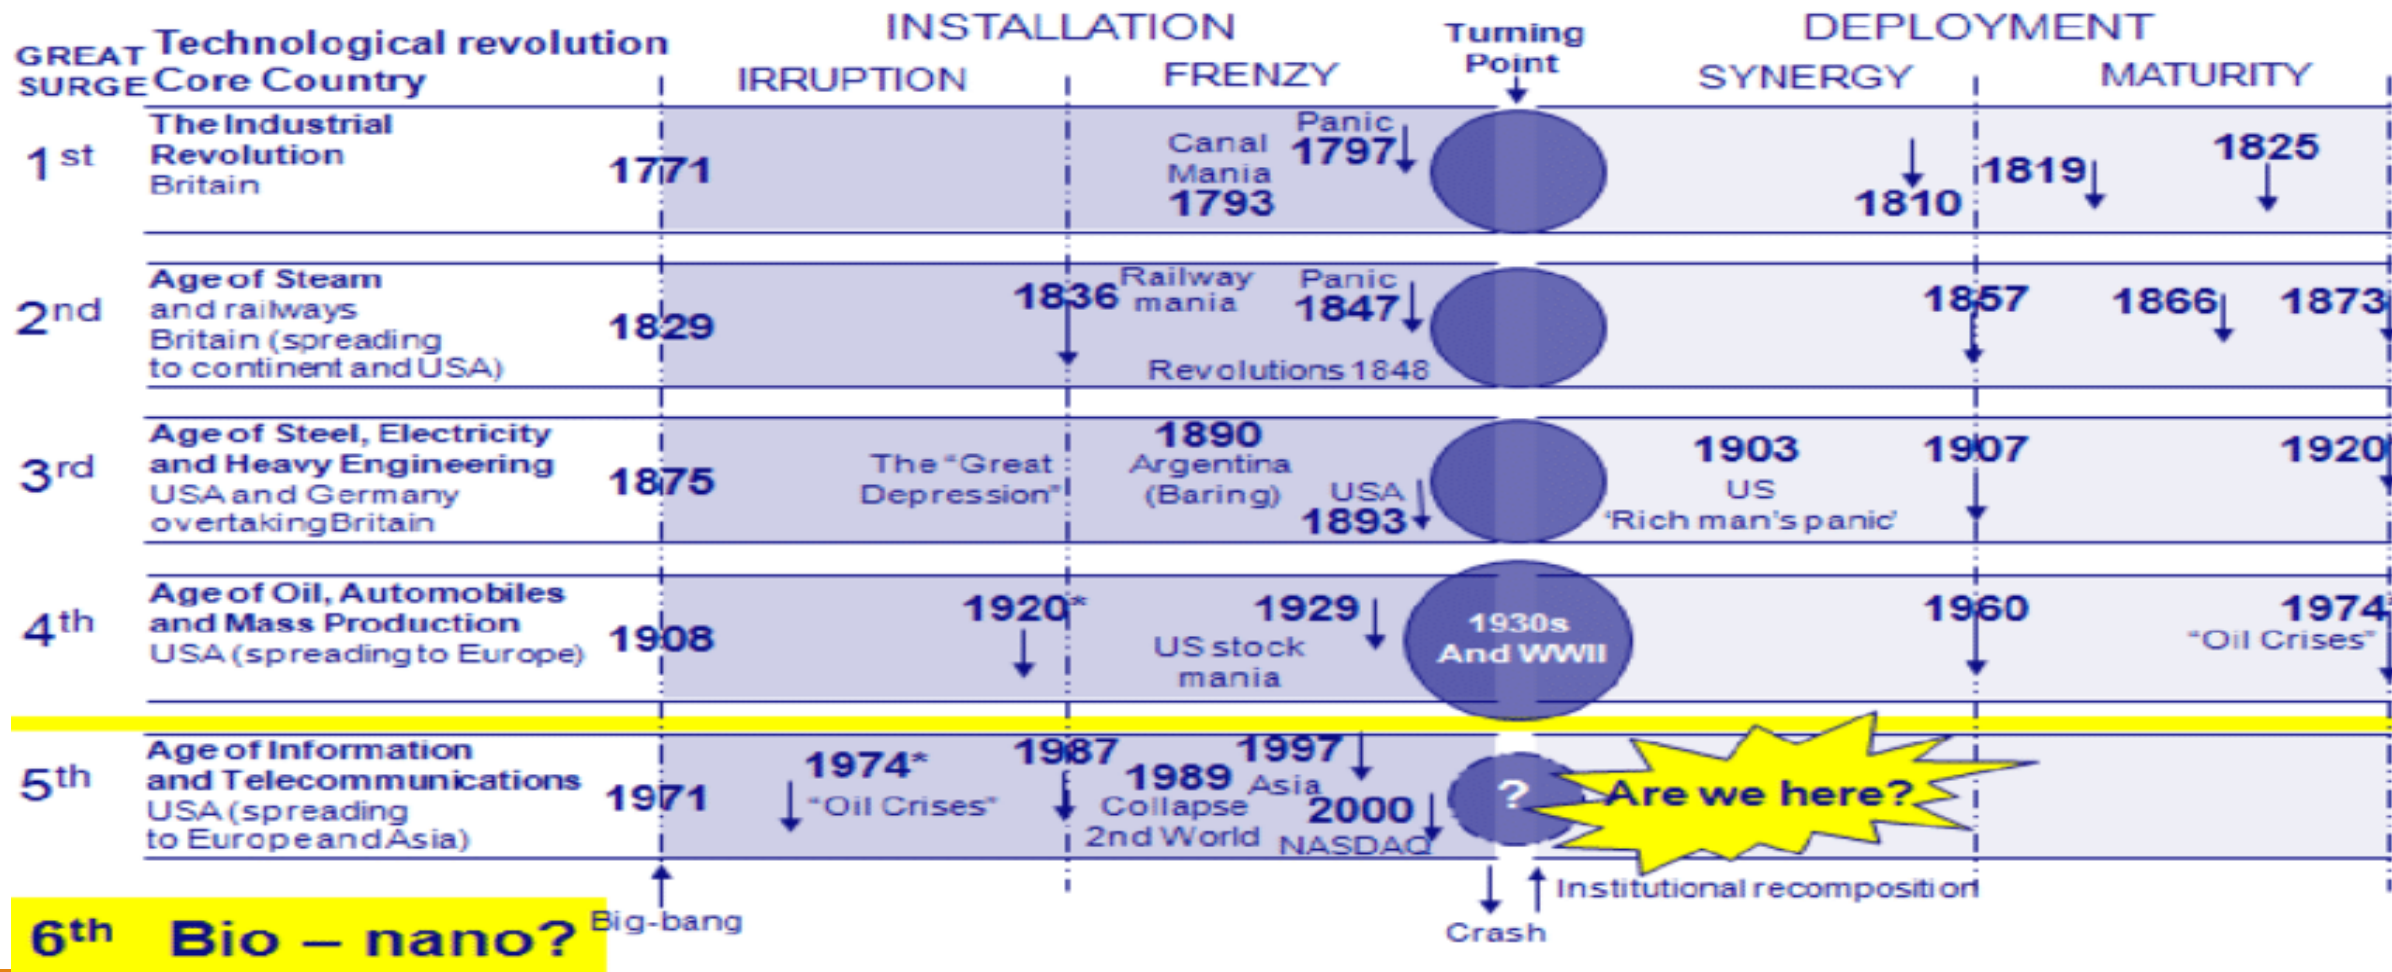 INSTALLATION
DEPLOYMENT
GREAT
SURGE
Technological revolution
Core Country
IRRUPTION
FRENZY
Turning
Point
SYNERGY
MATURITY
1st
The Industrial
Revolution
Britain
1771
Canal
Mania
1793
Panic
1797
1810
1819
1825
2nd
Age of Steam
and railways
Britain (spreading
to continent and USA)
1829
1836
Railway
mania
Panic
1847
Revolutions 1848
1857
1866
1873
3rd
Age of Steel, Electricity
and Heavy Engineering
USA and Germany
overtaking Britain
1875
The "Great
Depression"
1890
Argentina
(Baring)
USA
1893
1903
US
'Rich man's panic'
1907
1920
4th
Age of Oil, Automobiles
and Mass Production
USA (spreading to Europe)
1908
1920*
1929
US stock
mania
1930s
And WWII
1960
1974*
"Oil Crises"
5th
Age of Information
and Telecommunications
USA (spreading
to Europe and Asia)
1971
1974*
"Oil Crises"
1987
1989
Collapse
2nd World
1997
Asia
2000
NASDAQ
?
Are we here?
Big-bang
Crash
Institutional recomposition
6th Bio – nano?